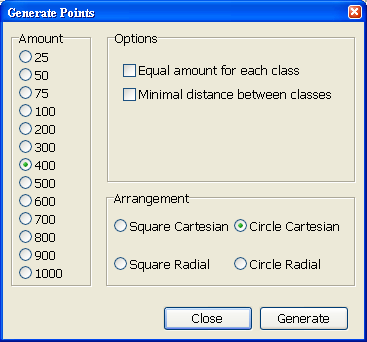 Generate Points
Amount
25
50
75
100
200
300
400
500
600
700
800
900
1000
Options
Equal amount for each class
Minimal distance between classes
Arrangement
Square Cartesian
Circle Cartesian
Square Radial
Circle Radial
Close
Generate